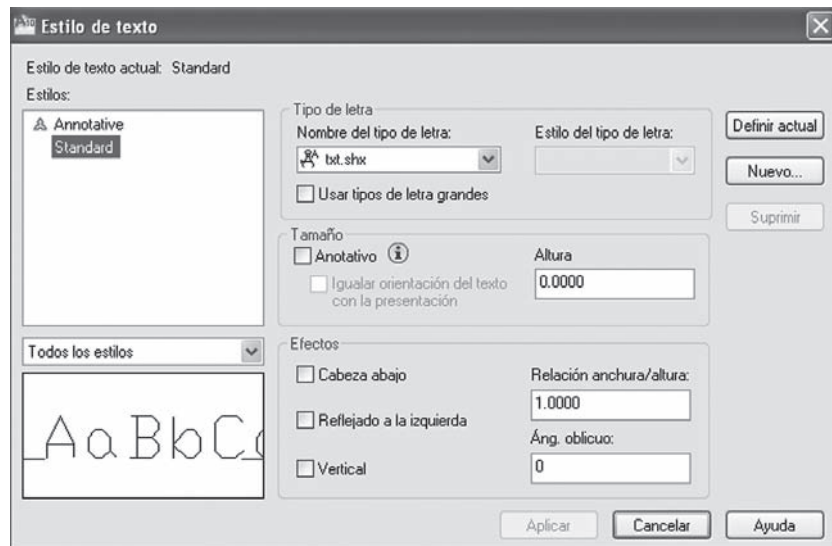 Estilo de texto
Estilo de texto actual: Standard
Estilos:
Annotative
Standard
Todos los estilos
AaBbC
Tipo de letra
Nombre del tipo de letra:
txt.shx
Estilo del tipo de letra:
Usar tipos de letra grandes
Tamaño
Anotativo
Igualar orientación del texto
con la presentación
Altura
0.0000
Efectos
Cabeza abajo
Reflejado a la izquierda
Vertical
Relación anchura/altura:
1.0000
Áng. oblicuo:
0
Definir actual
Nuevo...
Suprimir
Aplicar
Cancelar
Ayuda